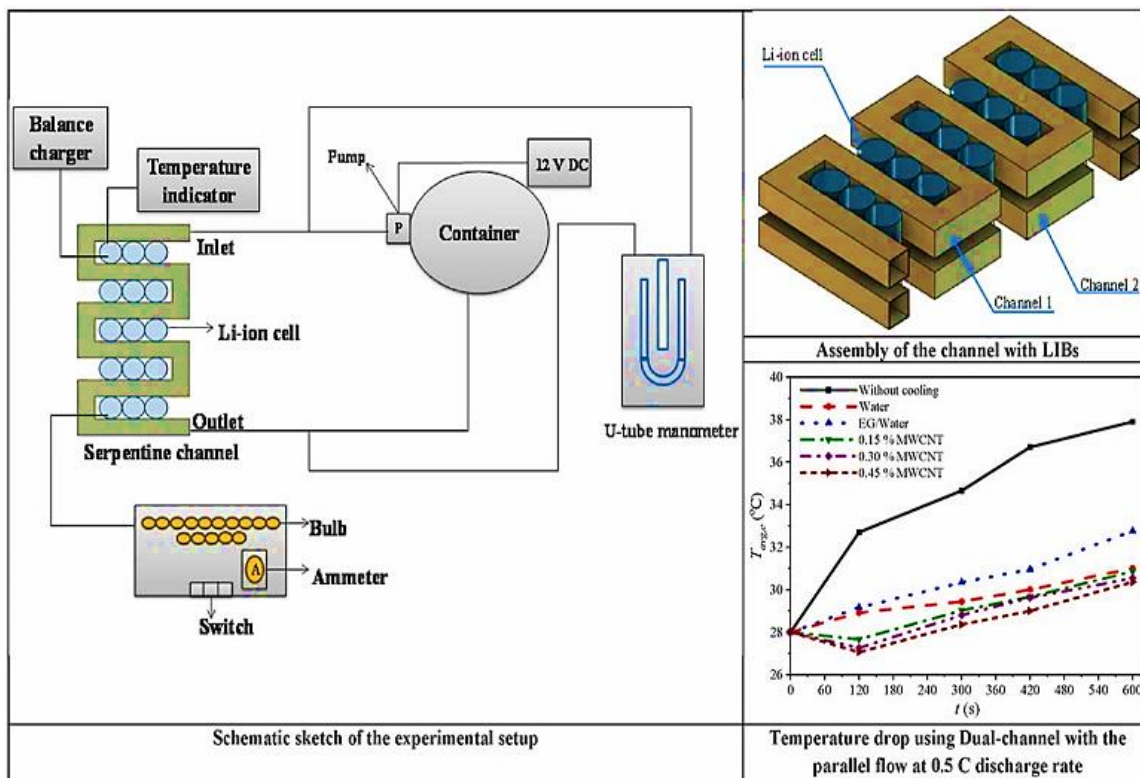 Balance
charger
Temperature
indicator
Pump
12 V DC
P
Container
Inlet
Li-ion cell
Outlet
Serpentine channel
U-tube manometer
Bulb
A
Ammeter
Switch
Schematic sketch of the experimental setup
Li-ion cell
Channel 2
Channel 1
Assembly of the channel with LIBs
40
38
36
34
32
30
28
26
T avg,c (°C)
Without cooling
Water
EG/Water
0.15 % MWCNT
0.30 % MWCNT
0.45 % MWCNT
0 60 120 180 240 300 360 420 480 540 600
t (s)
Temperature drop using Dual-channel with the
parallel flow at 0.5 C discharge rate